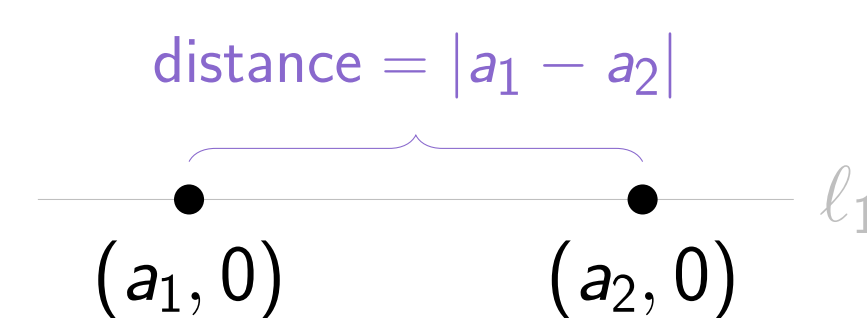 distance = |a₁ − a₂|
ℓ₁
(a₁, 0) (a₂, 0)